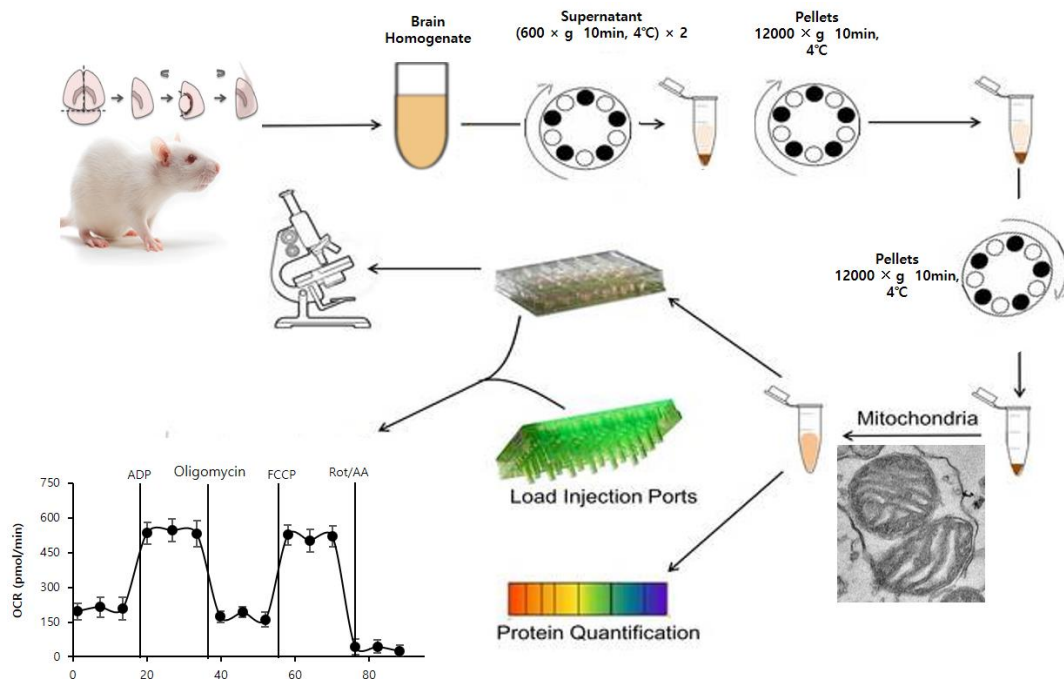 Brain
Homogenate
Supernatant
(600 × g 10min, 4℃) × 2
Pellets
12000 × g 10min,
4℃
Pellets
12000 × g 10min,
4℃
Mitochondria
Load Injection Ports
Protein Quantification
ADP
Oligomycin
FCCP
Rot/AA
OCR (pmol/min)
750
600
450
300
150
0
0
20
40
60
80